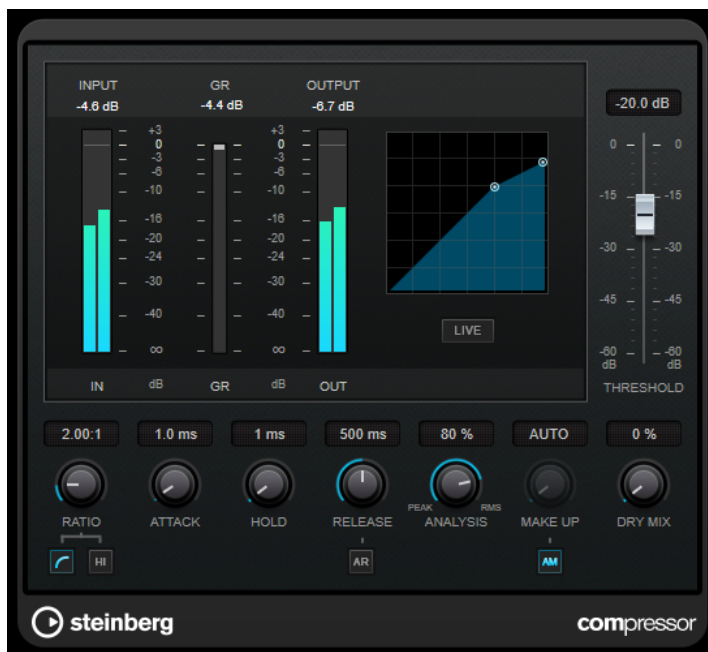 INPUT GR OUTPUT
-4.6 dB -4.4 dB -6.7 dB
-20.0 dB
+3 +3
0 0
-3 -3
-6 -6
-10 -10
-16 -16
-20 -20
-24 -24
-30 -30
-40 -40
∞ ∞
0 0
-15 -15
-30 -30
-45 -45
-60 -60
dB dB
LIVE
IN dB GR dB OUT
THRESHOLD
2.00:1 1.0 ms 1 ms 500 ms 80 % AUTO 0 %
PEAK RMS
RATIO ATTACK HOLD RELEASE ANALYSIS MAKE UP DRY MIX
HI AR AM
steinberg compressor